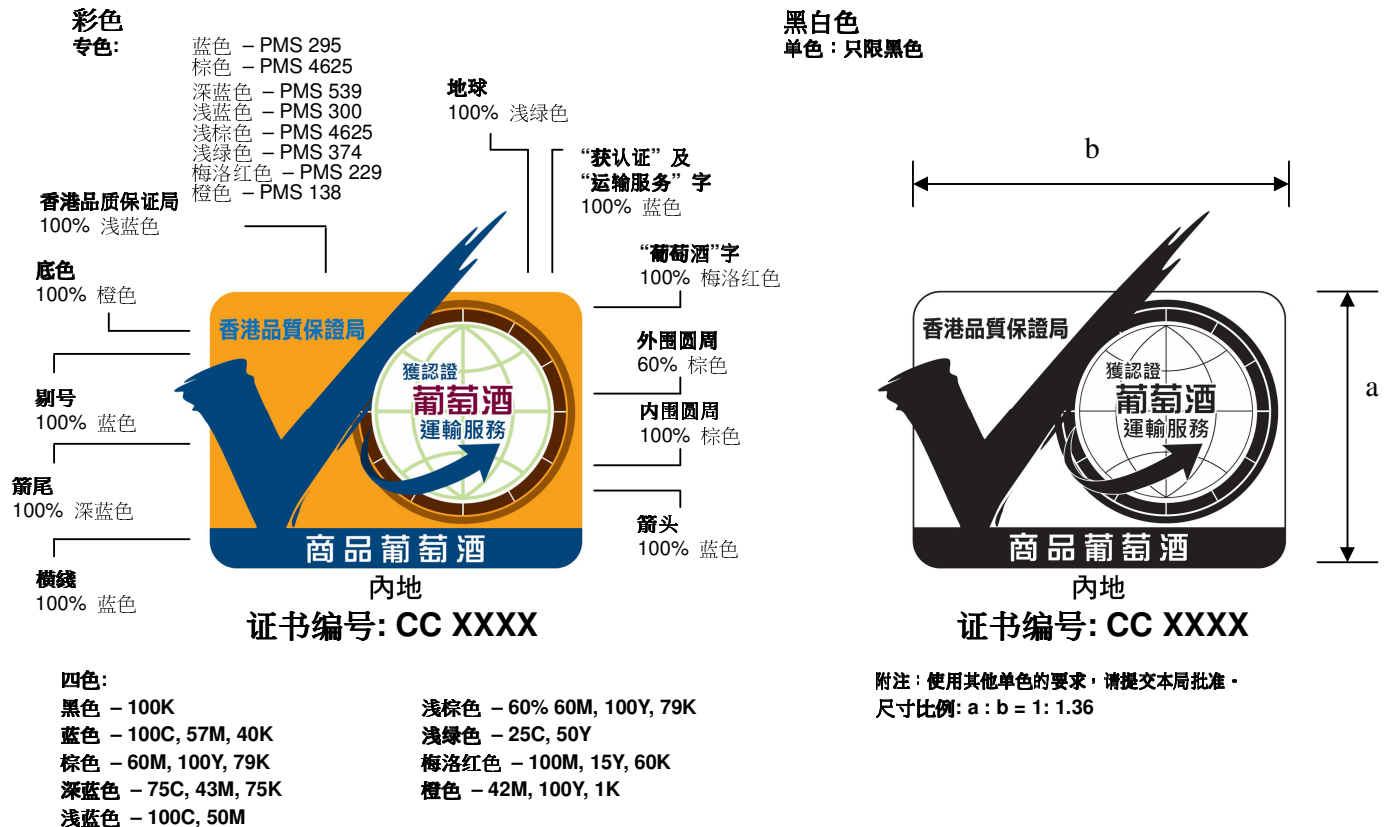 彩色
专色:
蓝色 – PMS 295
棕色 – PMS 4625
深蓝色 – PMS 539
浅蓝色 – PMS 300
浅棕色 – PMS 4625
浅绿色 – PMS 374
梅洛红色 – PMS 229
橙色 – PMS 138
地球
100% 浅绿色
“获认证” 及
“运输服务” 字
100% 蓝色
“葡萄酒”字
100% 梅洛红色
外围圆周
60% 棕色
内围圆周
100% 棕色
箭头
100% 蓝色
香港品质保证局
100% 浅蓝色
底色
100% 橙色
剔号
100% 蓝色
箭尾
100% 深蓝色
横綫
100% 蓝色
香港品質保證局
獲認證
葡萄酒
運輸服務
商品葡萄酒
內地
证书编号: CC XXXX
四色:
黑色 – 100K
蓝色 – 100C, 57M, 40K
棕色 – 60M, 100Y, 79K
深蓝色 – 75C, 43M, 75K
浅蓝色 – 100C, 50M
浅棕色 – 60% 60M, 100Y, 79K
浅绿色 – 25C, 50Y
梅洛红色 – 100M, 15Y, 60K
橙色 – 42M, 100Y, 1K
黑白色
单色：只限黑色
b
a
香港品質保證局
獲認證
葡萄酒
運輸服務
商品葡萄酒
內地
证书编号: CC XXXX
附注：使用其他单色的要求，请提交本局批准。
尺寸比例: a : b = 1: 1.36